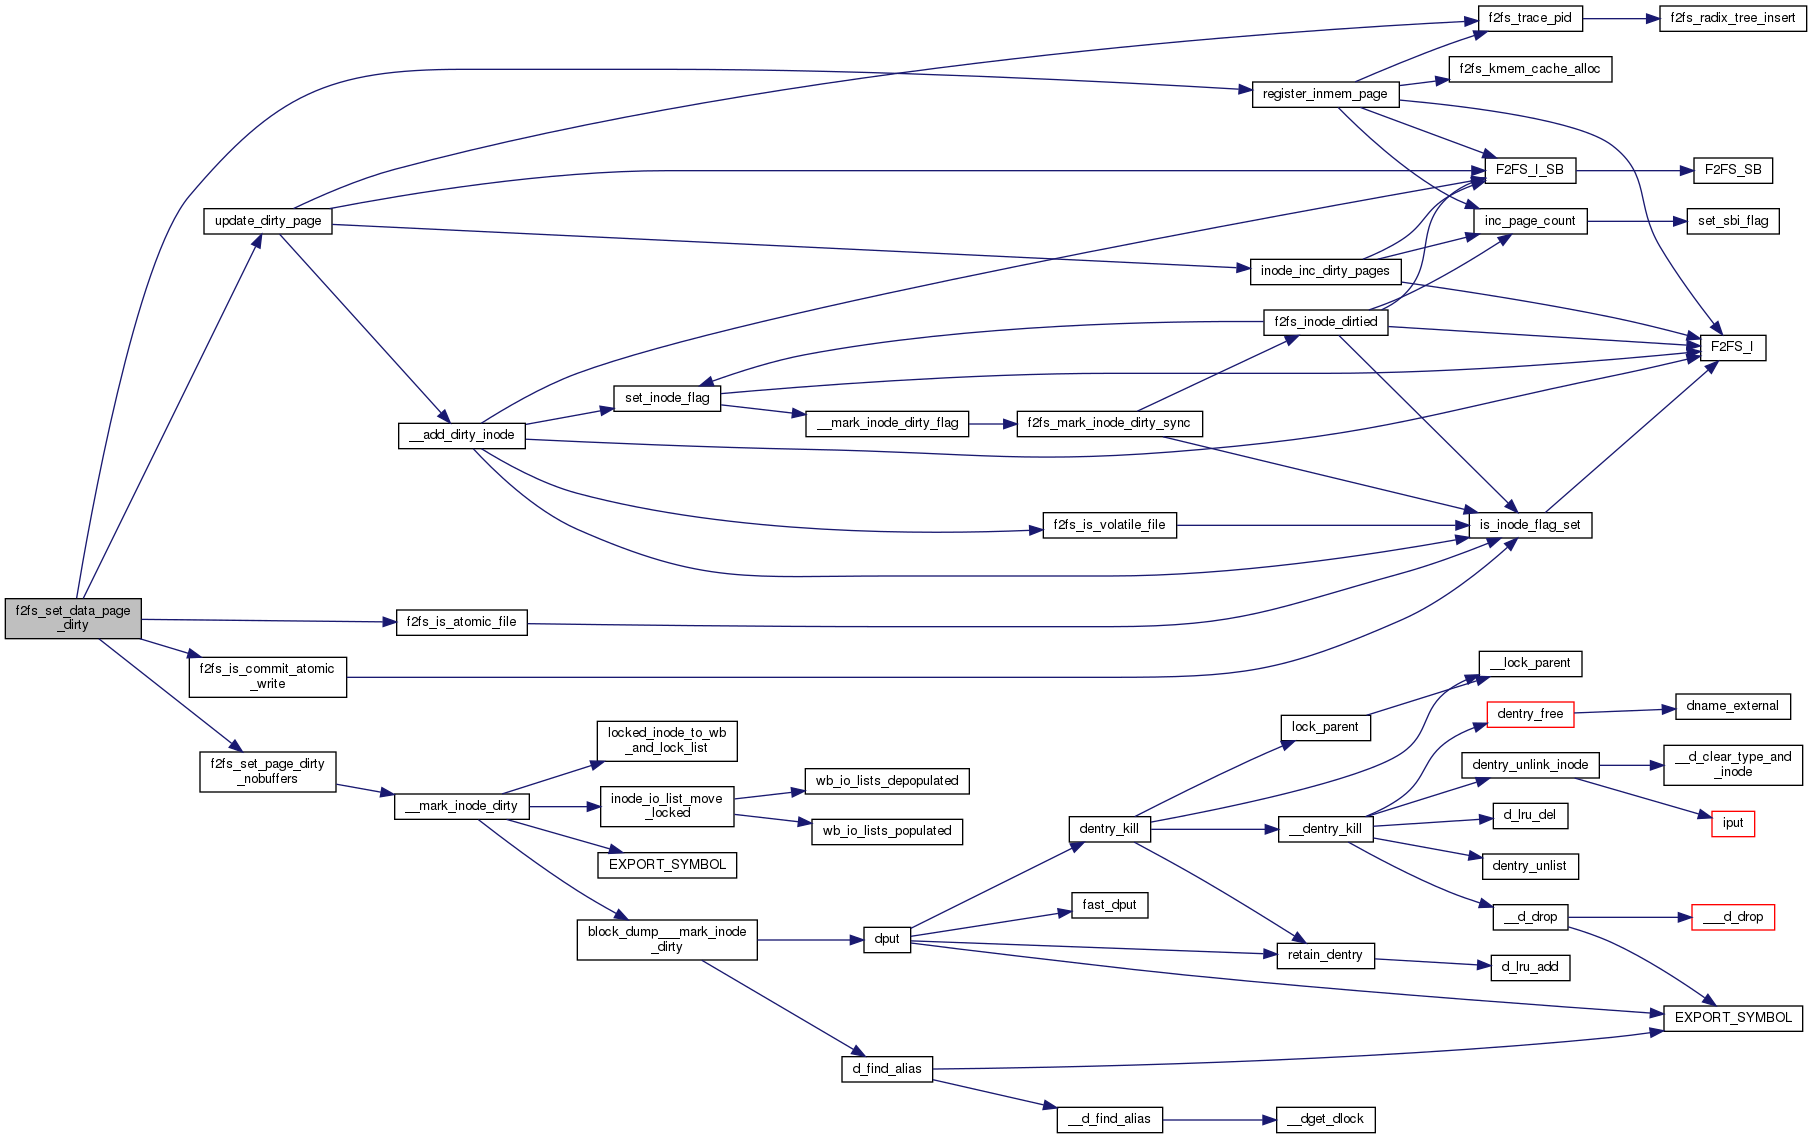 f2fs_trace_pid
f2fs_radix_tree_insert
f2fs_kmem_cache_alloc
register_inmem_page
F2FS_I_SB
F2FS_SB
update_dirty_page
inc_page_count
set_sbi_flag
inode_inc_dirty_pages
f2fs_inode_dirtied
F2FS_I
set_inode_flag
__mark_inode_dirty_flag
f2fs_mark_inode_dirty_sync
__add_dirty_inode
f2fs_is_volatile_file
is_inode_flag_set
f2fs_set_data_page
_dirty
f2fs_is_atomic_file
f2fs_is_commit_atomic
_write
__lock_parent
dentry_free
dname_external
lock_parent
locked_inode_to_wb
_and_lock_list
f2fs_set_page_dirty
_nobuffers
dentry_unlink_inode
__d_clear_type_and
_inode
wb_io_lists_depopulated
__mark_inode_dirty
inode_io_list_move
_locked
d_lru_del
iput
wb_io_lists_populated
dentry_kill
__dentry_kill
EXPORT_SYMBOL
dentry_unlist
fast_dput
__d_drop
___d_drop
block_dump___mark_inode
_dirty
dput
retain_dentry
d_lru_add
EXPORT_SYMBOL
d_find_alias
__d_find_alias
__dget_dlock